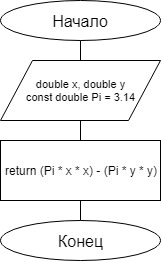 Начало
double x, double y
const double Pi = 3.14
return (Pi * x * x) - (Pi * y * y)
Конец